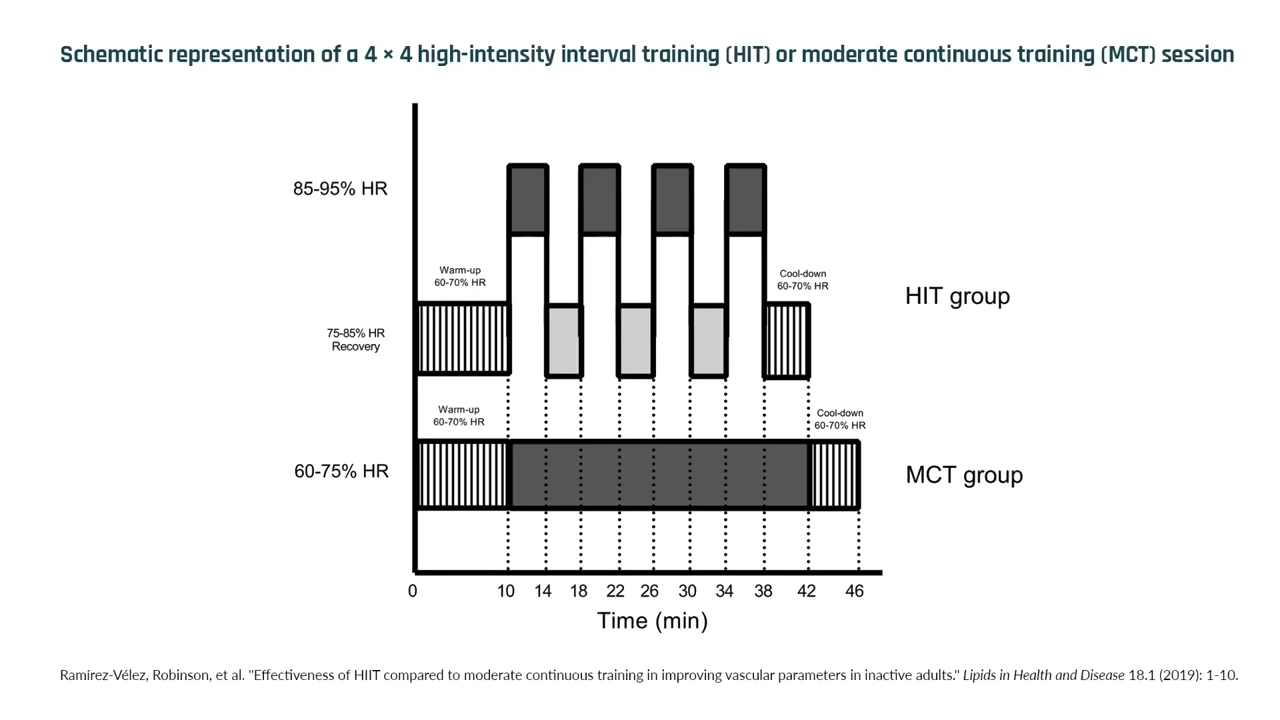 Schematic representation of a 4 × 4 high-intensity interval training (HIT) or moderate continuous training (MCT) session
85-95% HR
Warm-up
60-70% HR
Cool-down
60-70% HR
HIT group
75-85% HR
Recovery
Warm-up
60-70% HR
Cool-down
60-70% HR
60-75% HR
MCT group
0 10 14 18 22 26 30 34 38 42 46
Time (min)
Ramírez-Vélez, Robinson, et al. "Effectiveness of HIIT compared to moderate continuous training in improving vascular parameters in inactive adults." Lipids in Health and Disease 18.1 (2019): 1-10.